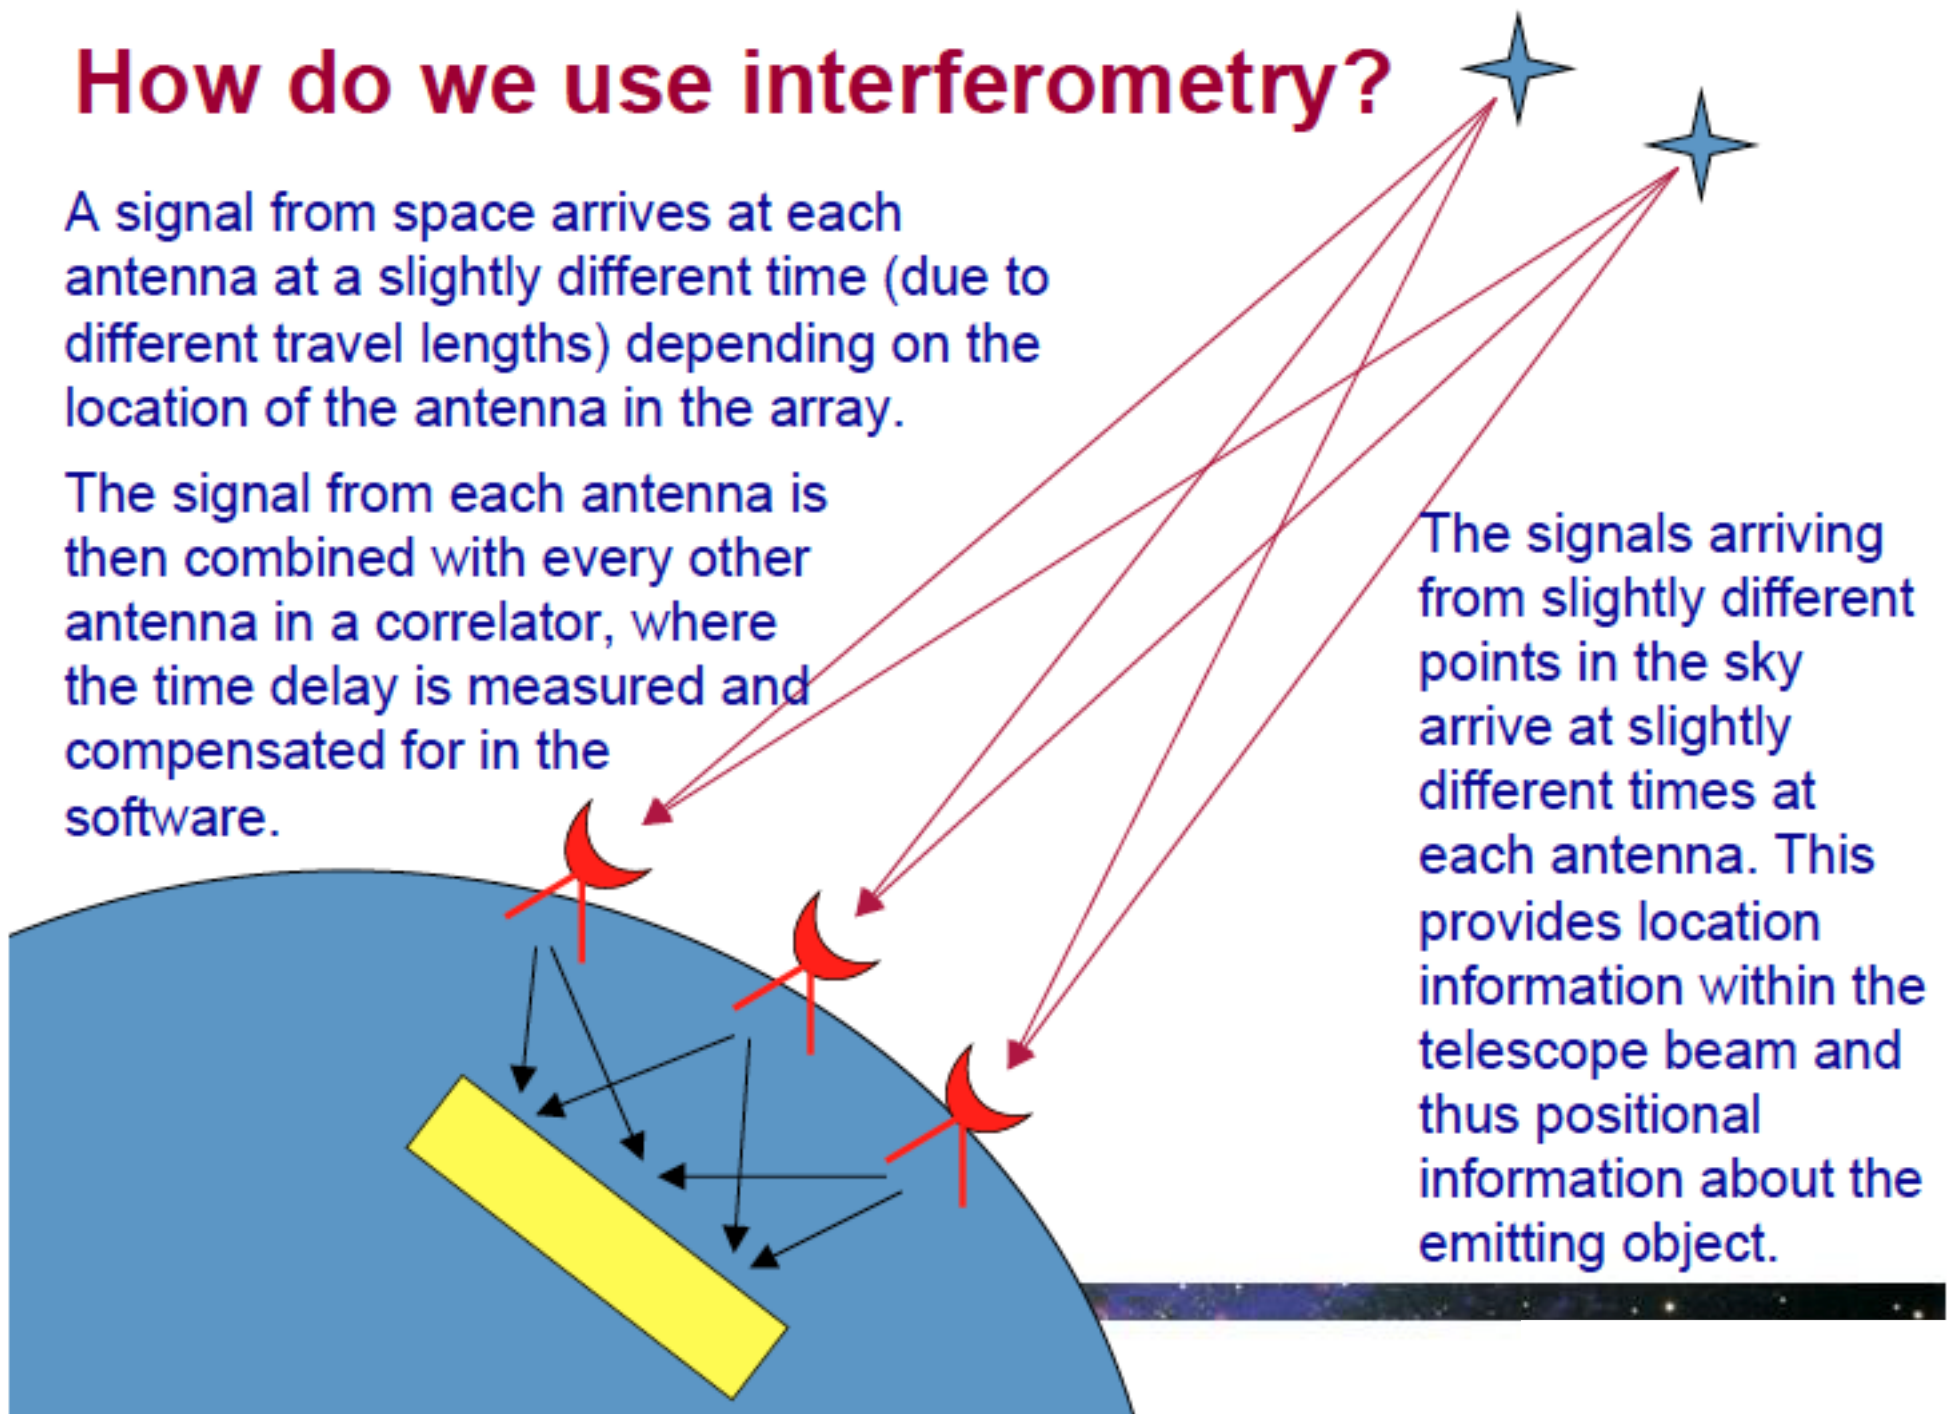 How do we use interferometry?
A signal from space arrives at each
antenna at a slightly different time (due to
different travel lengths) depending on the
location of the antenna in the array.
The signal from each antenna is
then combined with every other
antenna in a correlator, where
the time delay is measured and
compensated for in the
software.
The signals arriving
from slightly different
points in the sky
arrive at slightly
different times at
each antenna. This
provides location
information within the
telescope beam and
thus positional
information about the
emitting object.